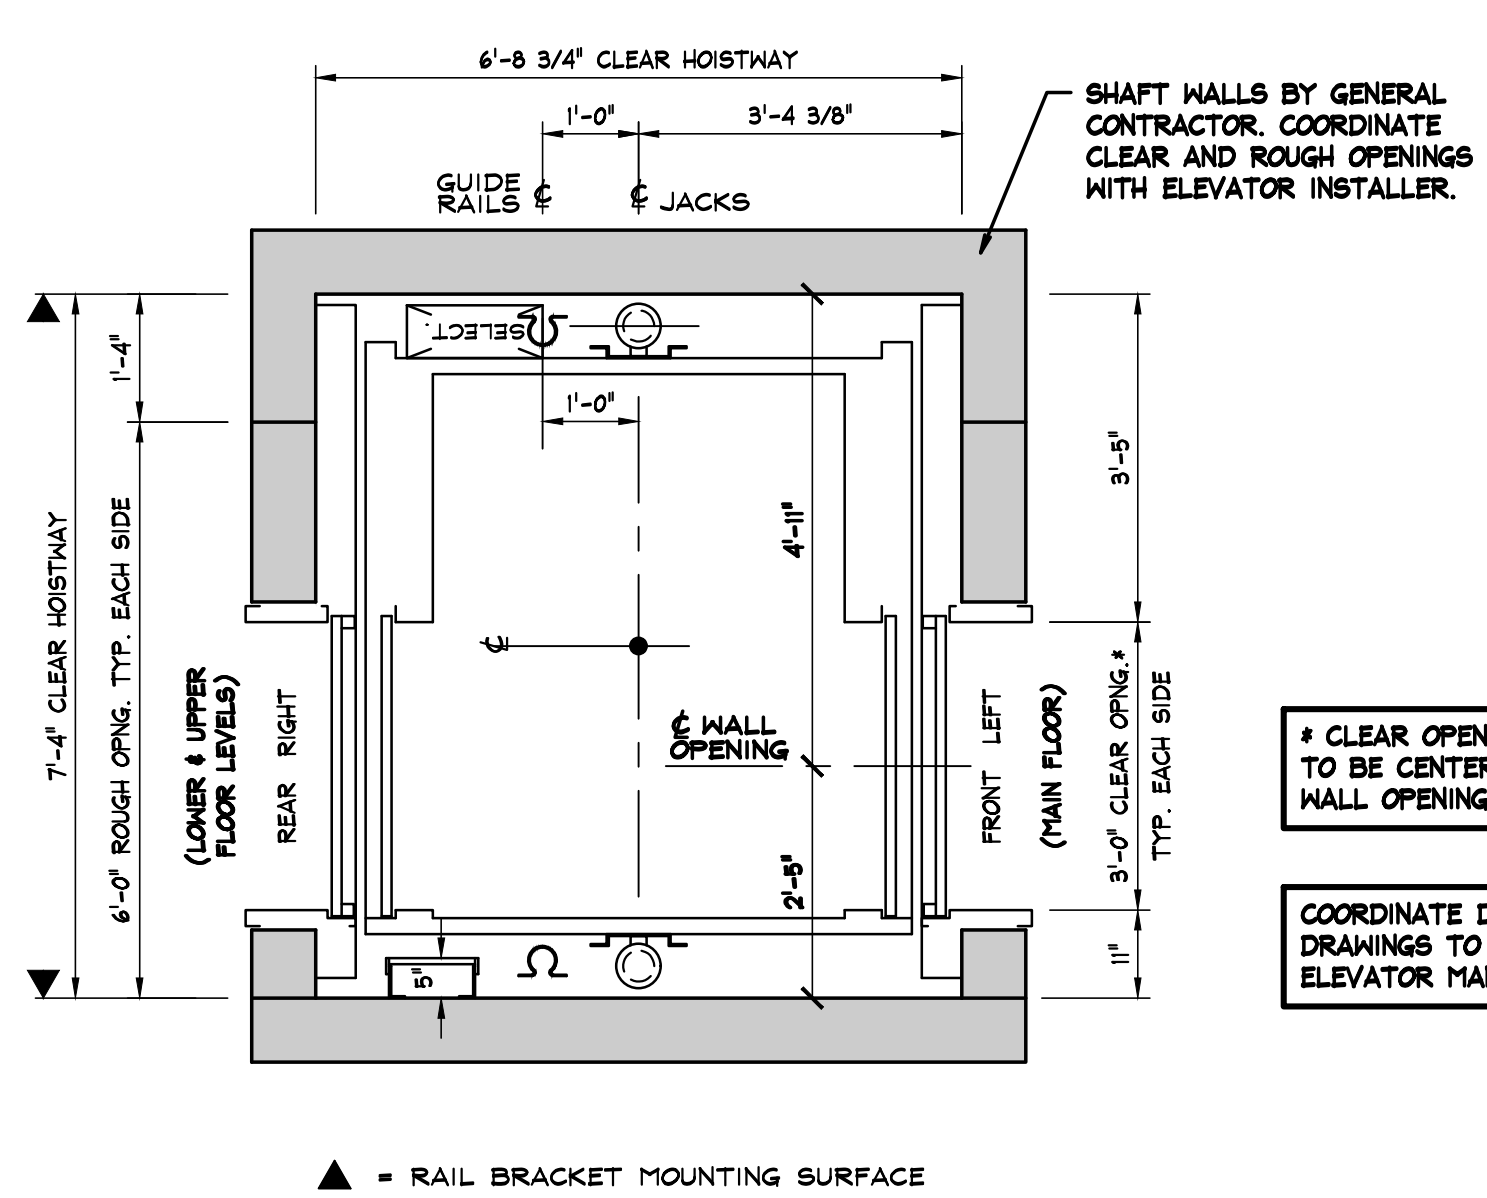 6'-8 3/4" CLEAR HOISTWAY
1'-0"
3'-4 3/8"
SHAFT WALLS BY GENERAL
CONTRACTOR. COORDINATE
CLEAR AND ROUGH OPENINGS
WITH ELEVATOR INSTALLER.
GUIDE
RAILS ℄
℄ JACKS
SELECT.
1'-4"
1'-0"
3'-5"
4'-11"
7'-4" CLEAR HOISTWAY
6'-0" ROUGH OPNG. TYP. EACH SIDE
(LOWER & UPPER
FLOOR LEVELS)
REAR RIGHT
℄
℄ WALL
OPENING
FRONT LEFT
(MAIN FLOOR)
3'-0" CLEAR OPNG.*
TYP. EACH SIDE
* CLEAR OPEN
TO BE CENTER
WALL OPENING
2'-5"
COORDINATE D
DRAWINGS TO
ELEVATOR MA
11"
5"
= RAIL BRACKET MOUNTING SURFACE